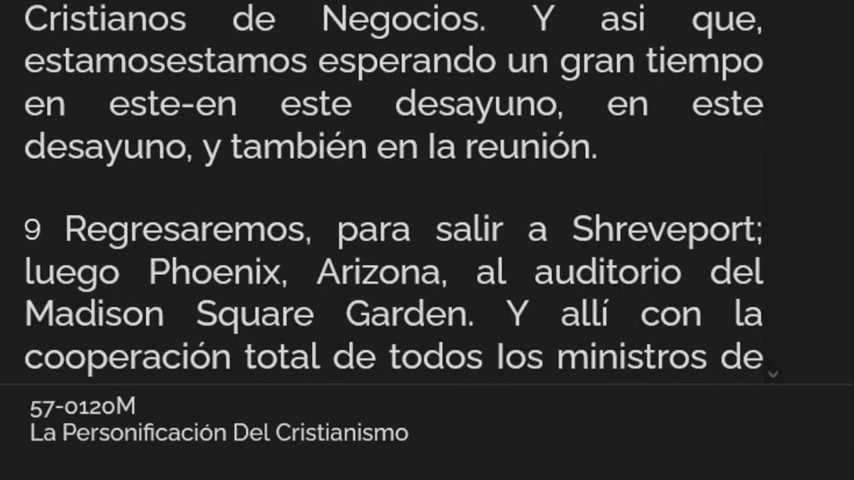 Cristianos de Negocios. Y asi que,
estamosestamos esperando un gran tiempo
en este-en este desayuno, en este
desayuno, y también en la reunión.
9 Regresaremos, para salir a Shreveport;
luego Phoenix, Arizona, al auditorio del
Madison Square Garden. Y allí con la
cooperación total de todos los ministros de
57-0120M
La Personificación Del Cristianismo